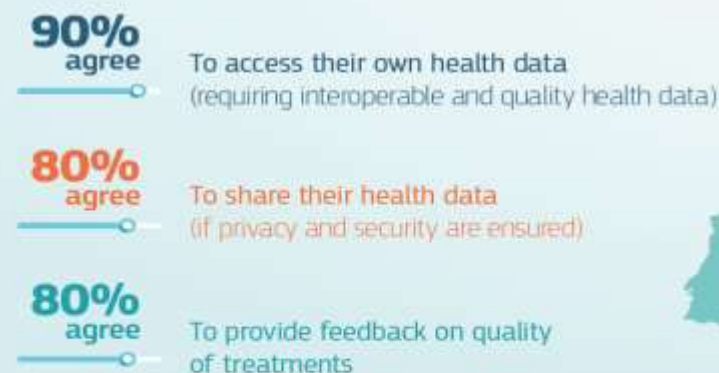 90%
agree
To access their own health data
(requiring interoperable and quality health data)
80%
agree
To share their health data
(if privacy and security are ensured)
80%
agree
To provide feedback on quality
of treatments